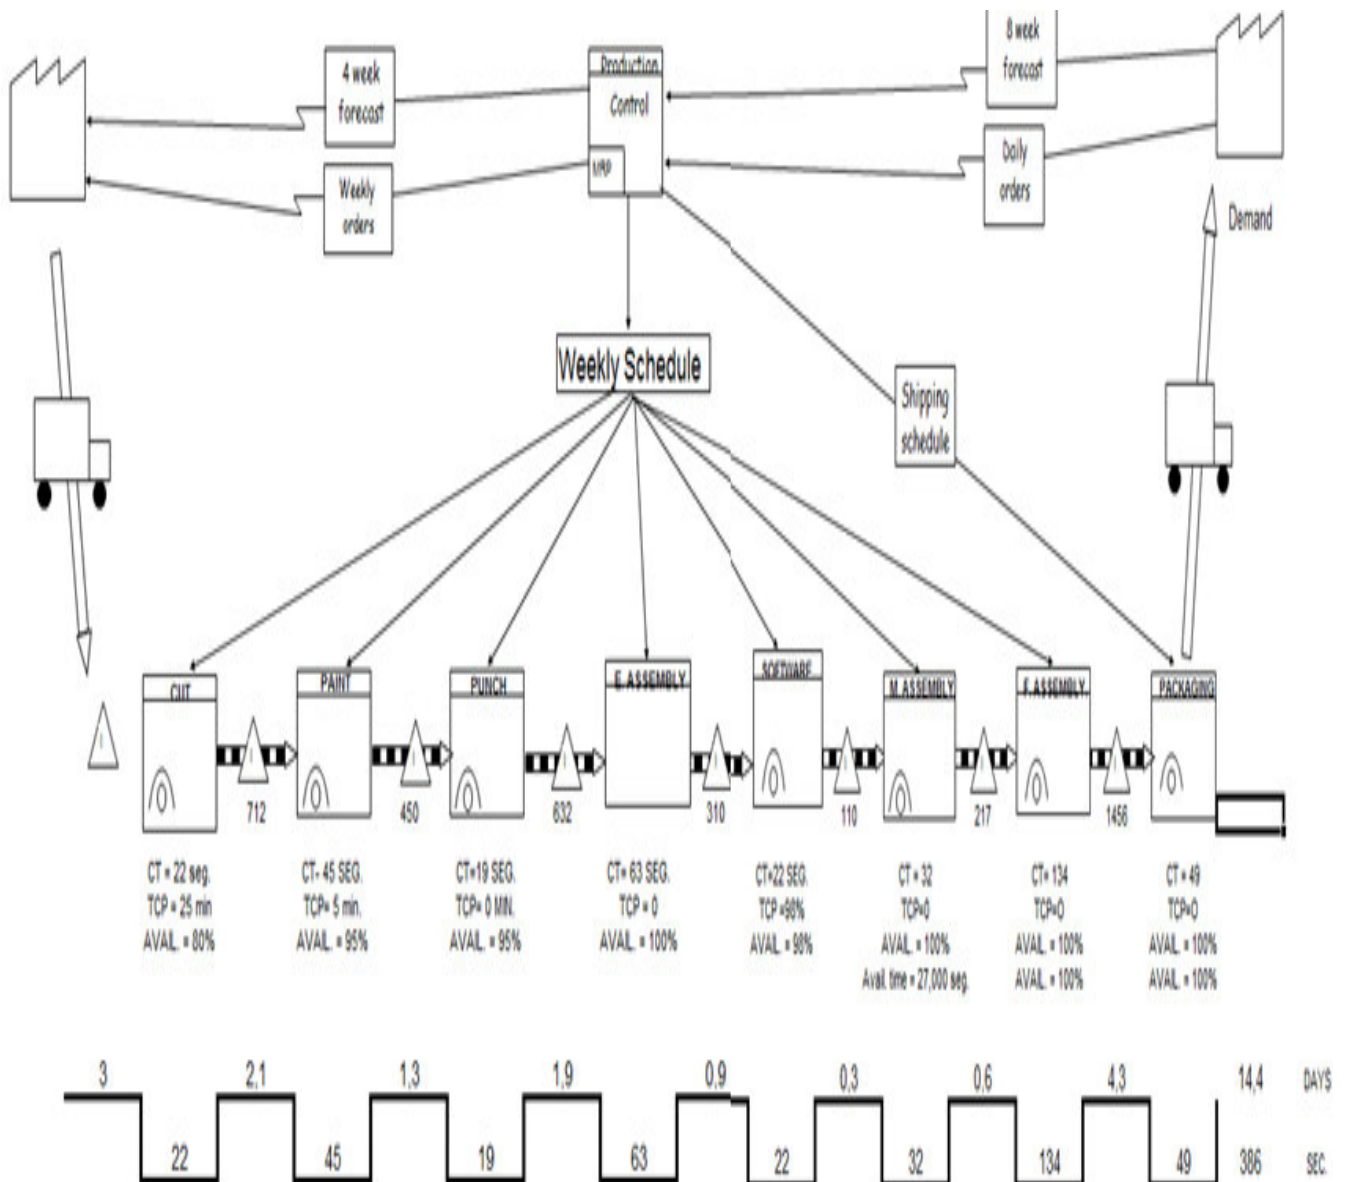 4 week
forecast
Production
Control
MRP
8 week
forecast
Weekly
orders
Daily
orders
Demand
Weekly Schedule
Shipping
schedule
CUT
PAINT
PUNCH
E. ASSEMBLY
SOFTWARE
M. ASSEMBLY
F. ASSEMBLY
PACKAGING
I
I
I
I
I
I
I
I
712
450
632
310
110
217
1456
CT = 22 seg.
TCP = 25 min
AVAIL. = 80%
CT- 45 SEG.
TCP= 5 min.
AVAIL. = 95%
CT=19 SEG.
TCP= 0 MIN.
AVAIL. = 95%
CT= 63 SEG.
TCP = 0
AVAIL. = 100%
CT=22 SEG.
TCP =98%
AVAIL. = 98%
CT = 32
TCP=0
AVAIL. = 100%
Avail. time = 27,000 seg.
CT= 134
TCP=O
AVAIL. = 100%
AVAIL. = 100%
CT = 49
TCP=O
AVAIL. = 100%
AVAIL. = 100%
3 2,1 1,3 1,9 0,9 0,3 0,6 4,3 14,4 DAYS
22 45 19 63 22 32 134 49 386 SEC.